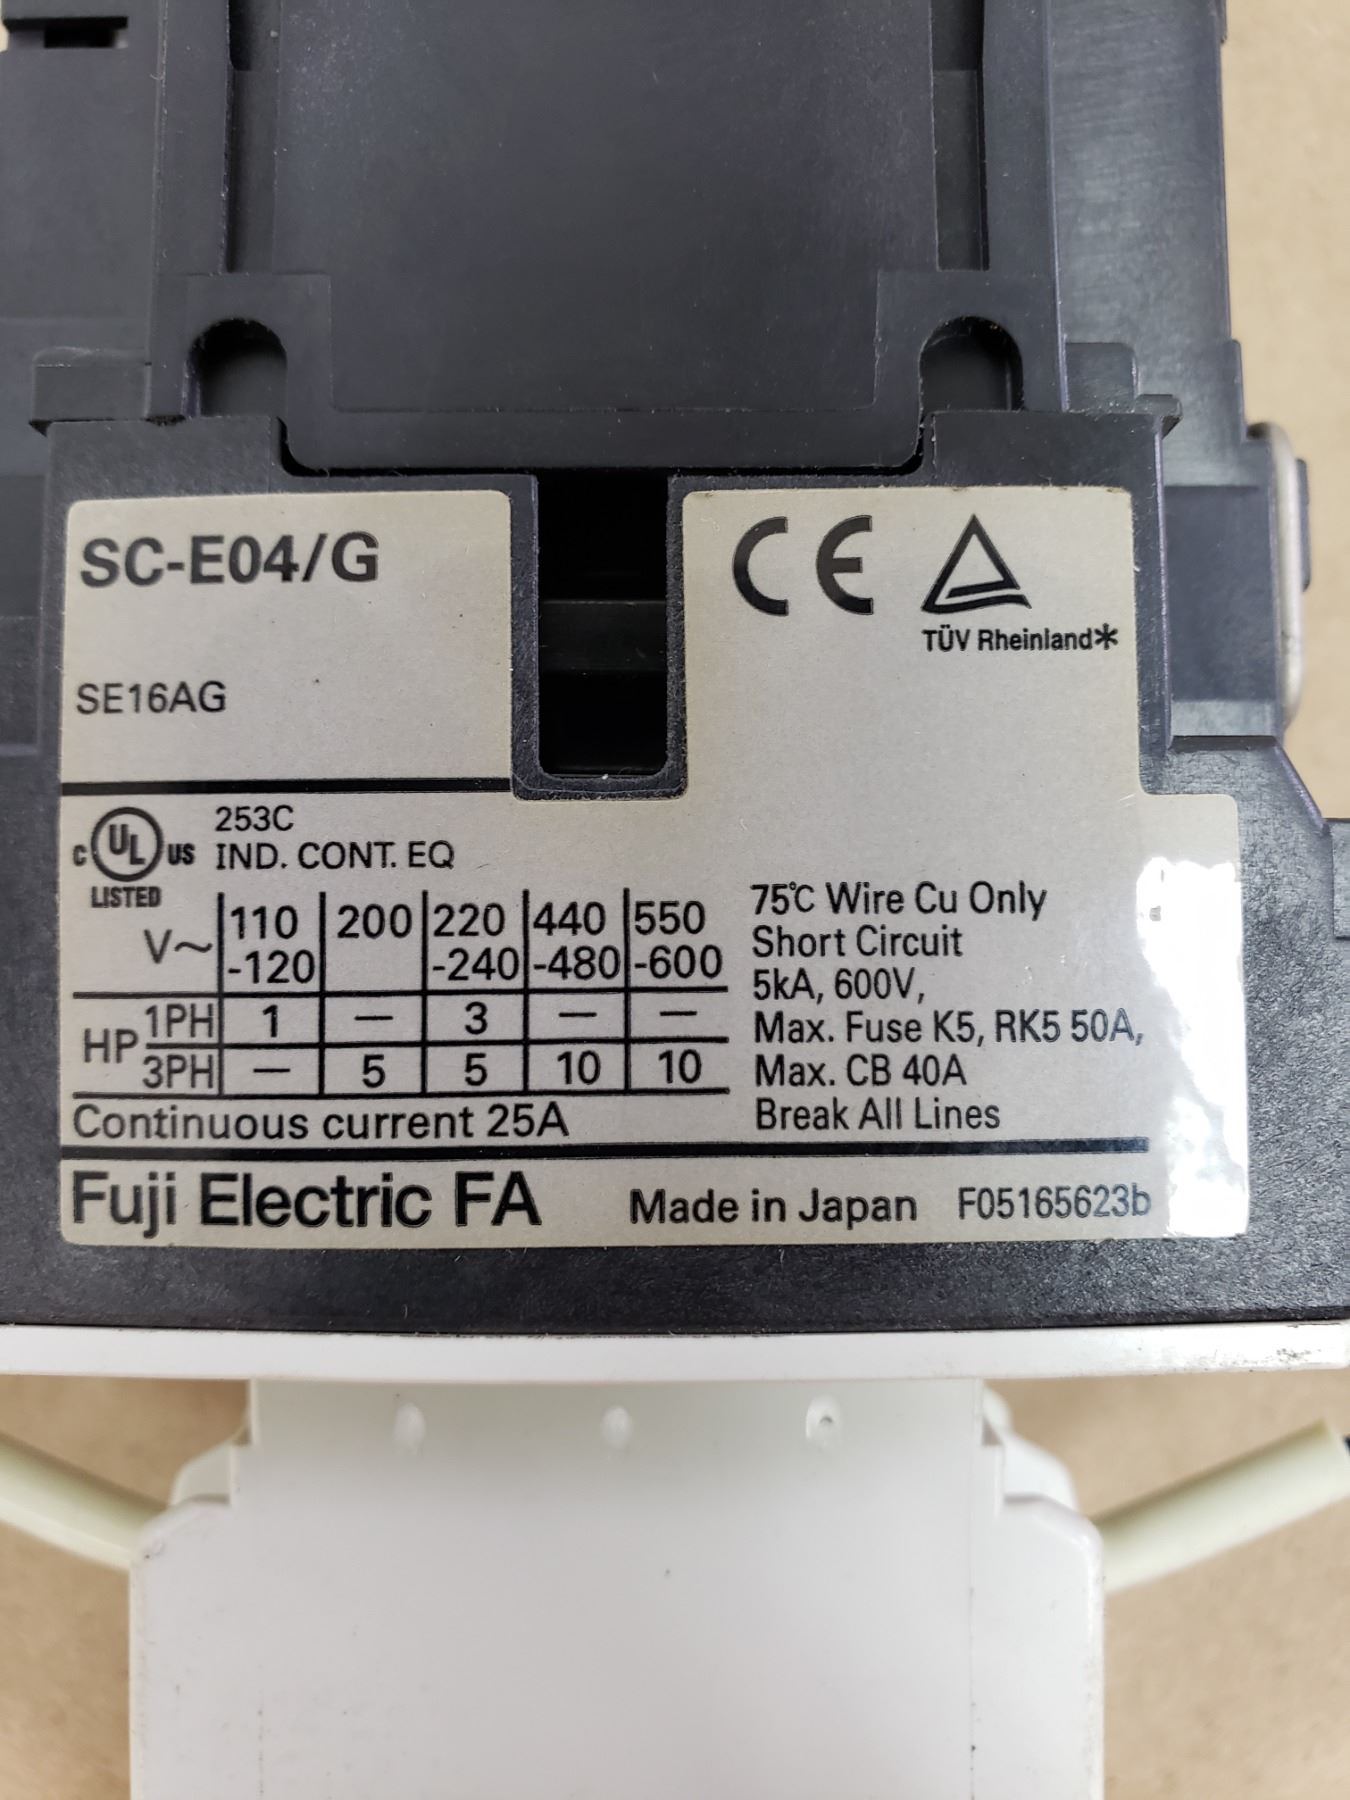 SC-E04/G
SE16AG
CE
TÜV Rheinland*
C UL US
LISTED
253C
IND. CONT. EQ
V~ 110-120 200 220-240 440-480 550-600
HP 1PH 1 — 3 — —
3PH — 5 5 10 10
Continuous current 25A
75℃ Wire Cu Only
Short Circuit
5kA, 600V,
Max. Fuse K5, RK5 50A,
Max. CB 40A
Break All Lines
Fuji Electric FA Made in Japan F05165623b